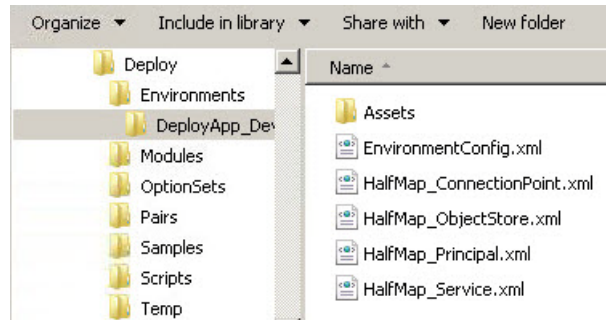 Organize Include in library Share with New folder
Deploy
Environments
DeployApp_Dev
Modules
OptionSets
Pairs
Samples
Scripts
Temp
Name
Assets
EnvironmentConfig.xml
HalfMap_ConnectionPoint.xml
HalfMap_ObjectStore.xml
HalfMap_Principal.xml
HalfMap_Service.xml